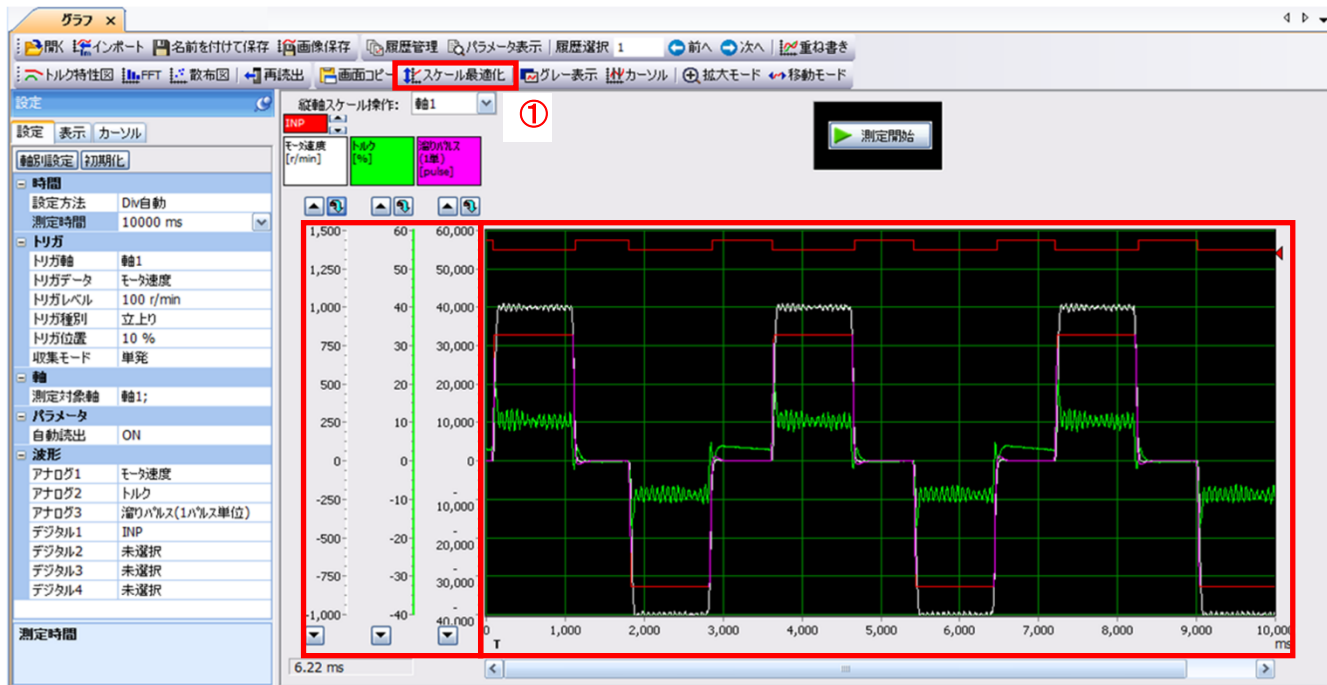 グラフ ×
開く インポート 名前を付けて保存 画像保存 履歴管理 パラメータ表示 履歴選択 1 前へ 次へ 重ね書き
トルク特性図 FFT 散布図 再読出 画面コピー スケール最適化 グレー表示 カーソル 拡大モード 移動モード
設定
設定 表示 カーソル
軸別設定 初期化
時間
設定方法 Div自動
測定時間 10000 ms
トリガ
トリガ軸 軸1
トリガデータ モータ速度
トリガレベル 100 r/min
トリガ種別 立上り
トリガ位置 10 %
収集モード 単発
軸
測定対象軸 軸1;
パラメータ
自動読出 ON
波形
アナログ1 モータ速度
アナログ2 トルク
アナログ3 溜りパルス(1パルス単位)
デジタル1 INP
デジタル2 未選択
デジタル3 未選択
デジタル4 未選択
測定時間
縦軸スケール操作: 軸1
①
測定開始
INP
モータ速度 トルク 溜りパルス
[r/min] [%] (1単)
[pulse]
1,500 60 60,000
1,250 50 50,000
1,000 40 40,000
750 30 30,000
500 20 20,000
250 10 10,000
0 0 0
-250 -10 -10,000
-500 -20 -20,000
-750 -30 -30,000
-1,000 -40 -40,000
0 1,000 2,000 3,000 4,000 5,000 6,000 7,000 8,000 9,000 10,000
T ms
6.22 ms